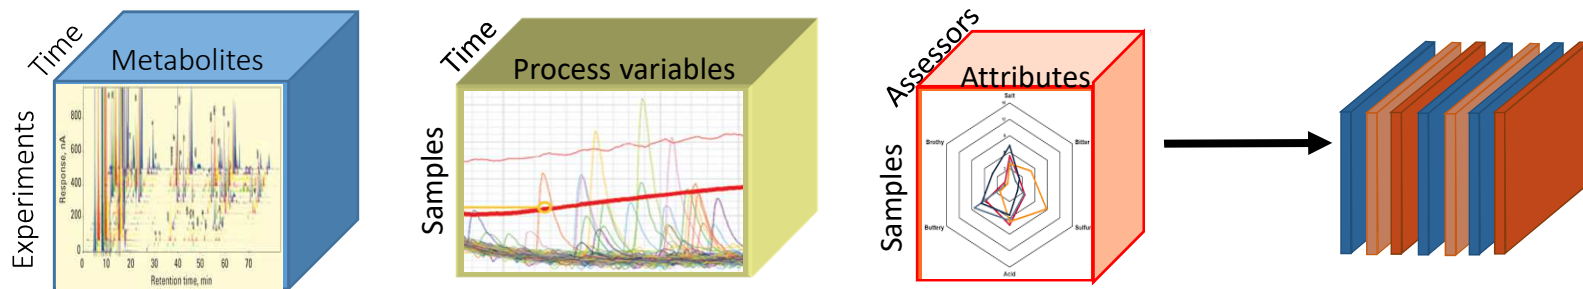 Time
Metabolites
Experiments
Response, nA
800
600
400
200
0
0 10 20 30 40 50 60 70
Retention time, min
Time
Process variables
Samples
Assessors
Attributes
Samples
Salt
Brothy
Bitter
Buttery
Sulfur
Acid